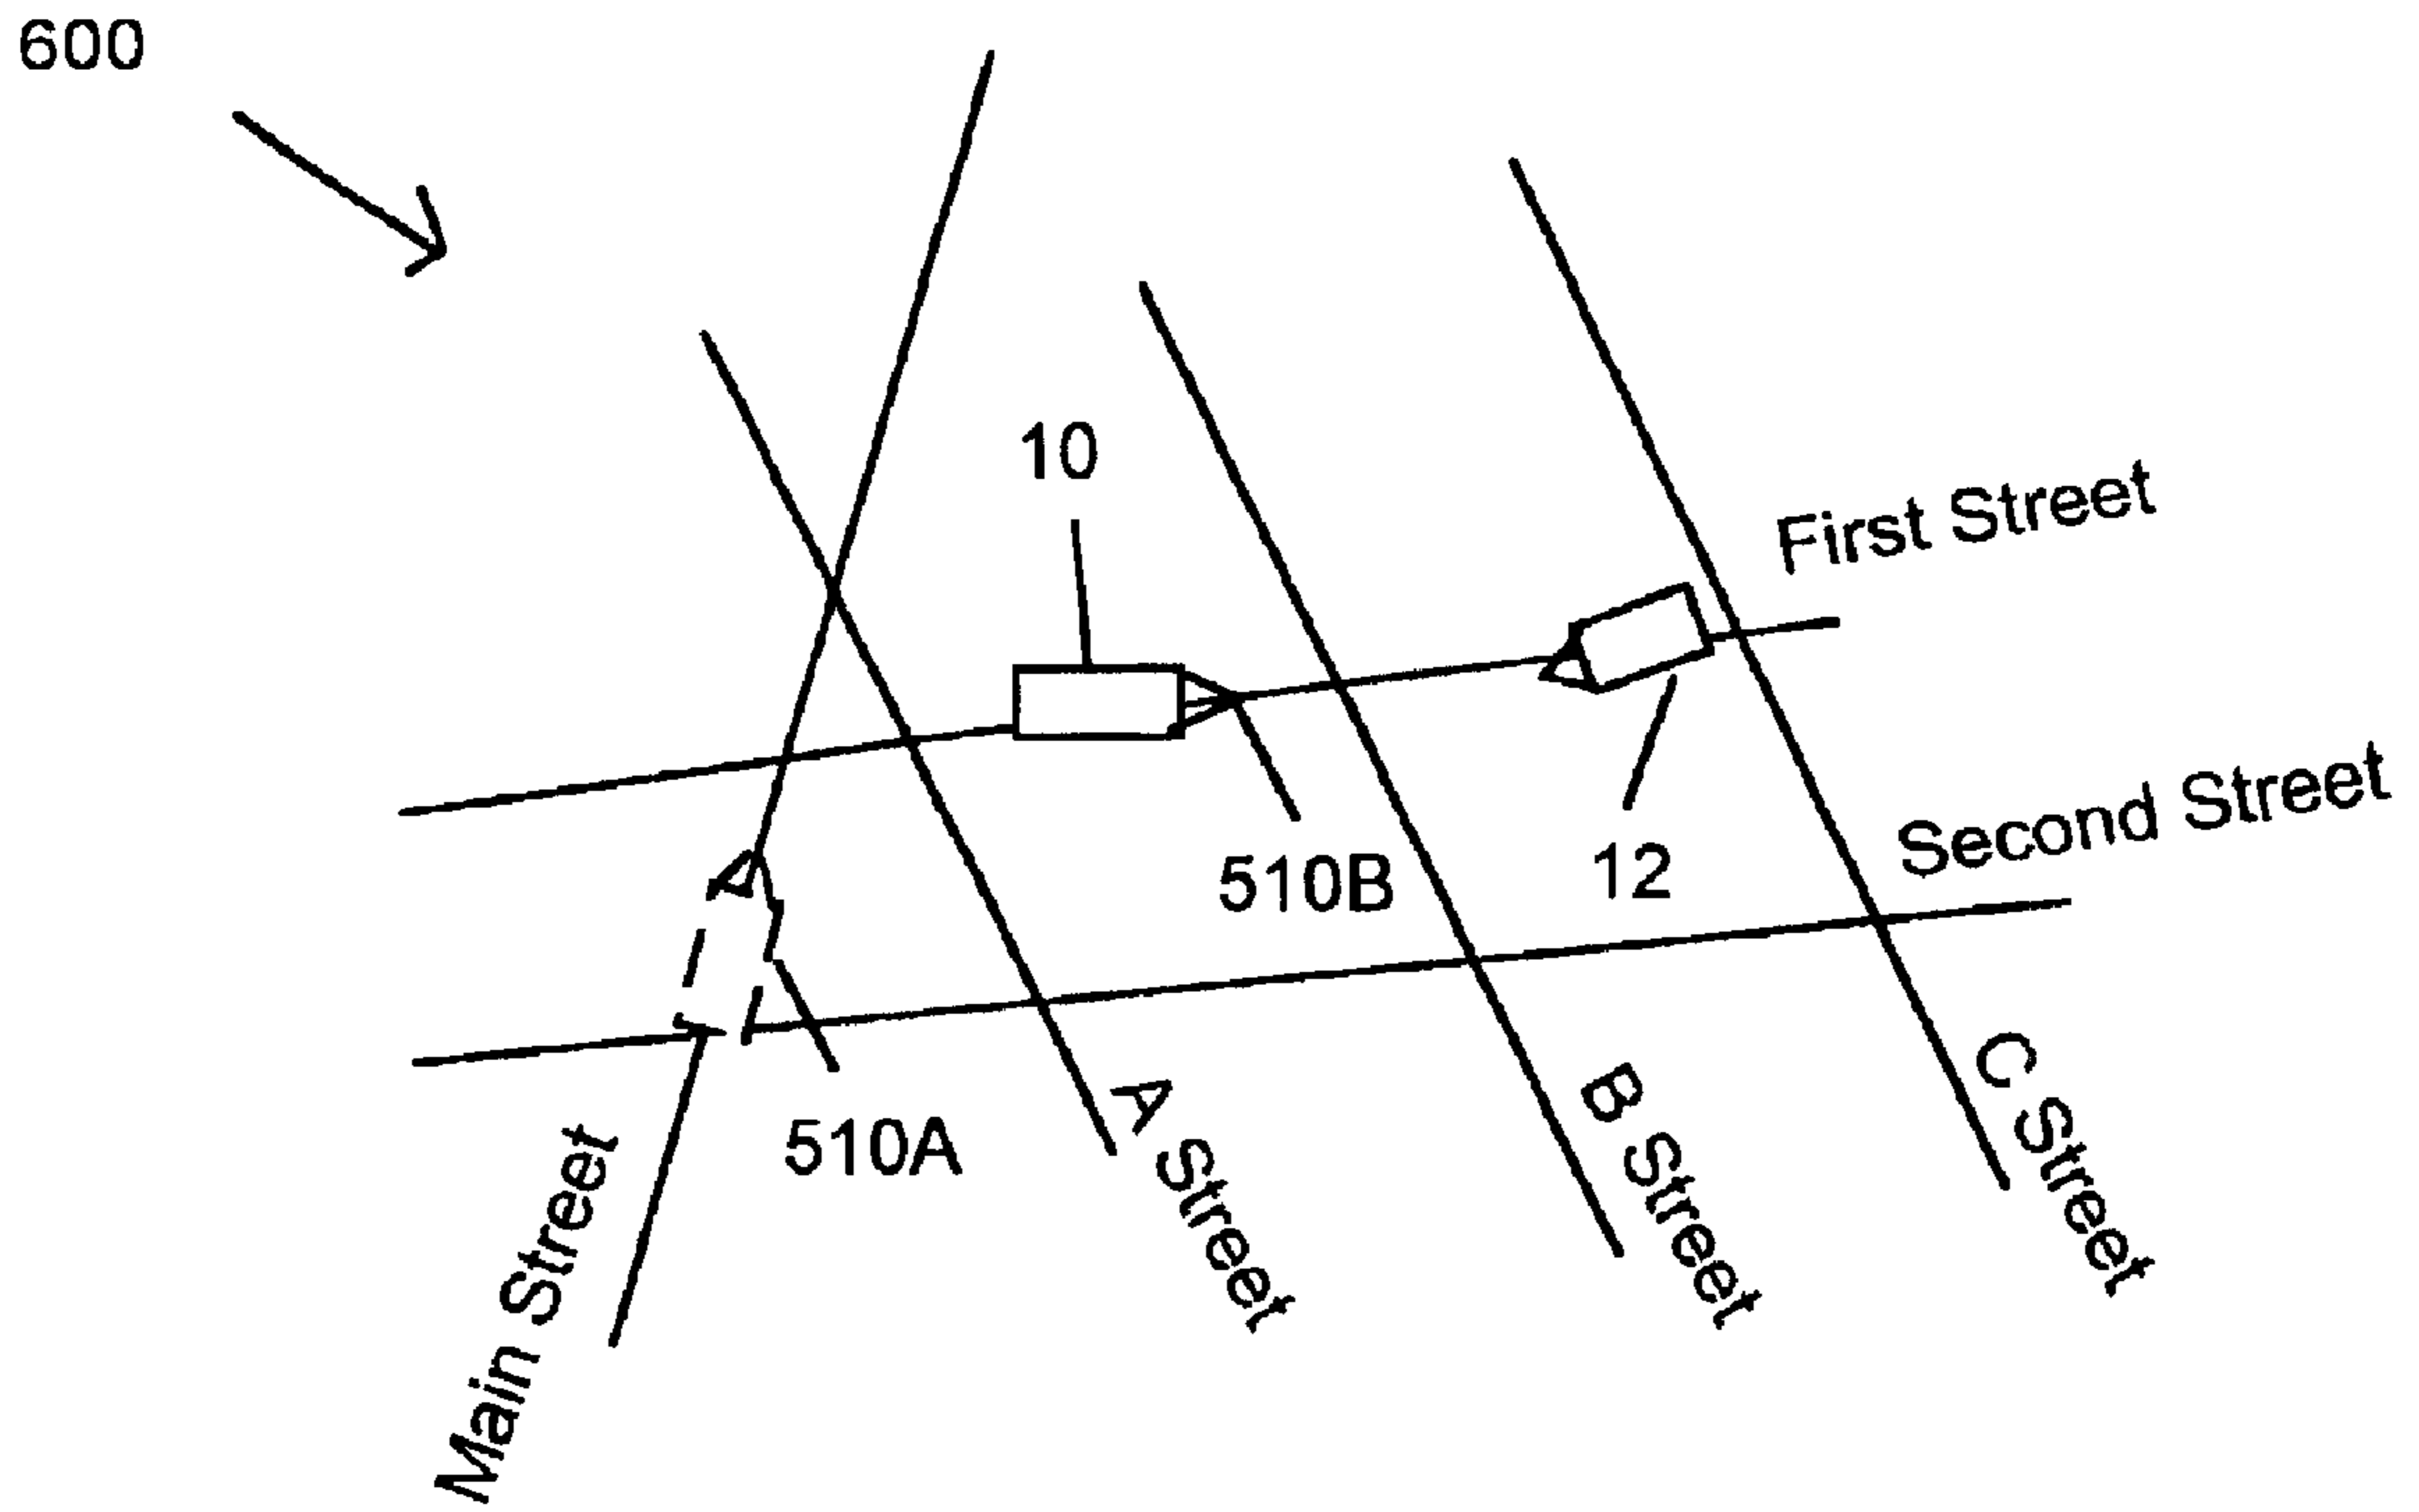 600
10
First Street
Second Street
510B
12
510A
A Street
B Street
C Street
Main Street